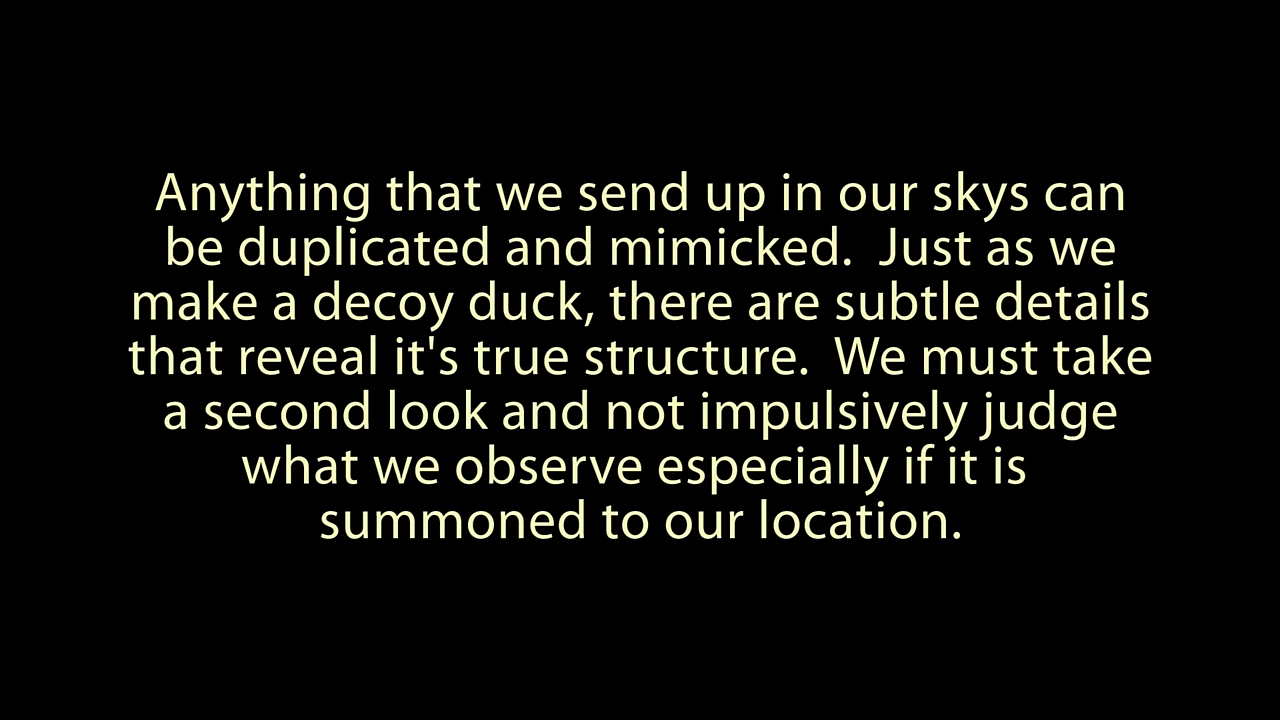 Anything that we send up in our skys can
be duplicated and mimicked.  Just as we
make a decoy duck, there are subtle details
that reveal it's true structure.  We must take
a second look and not impulsively judge
what we observe especially if it is
summoned to our location.